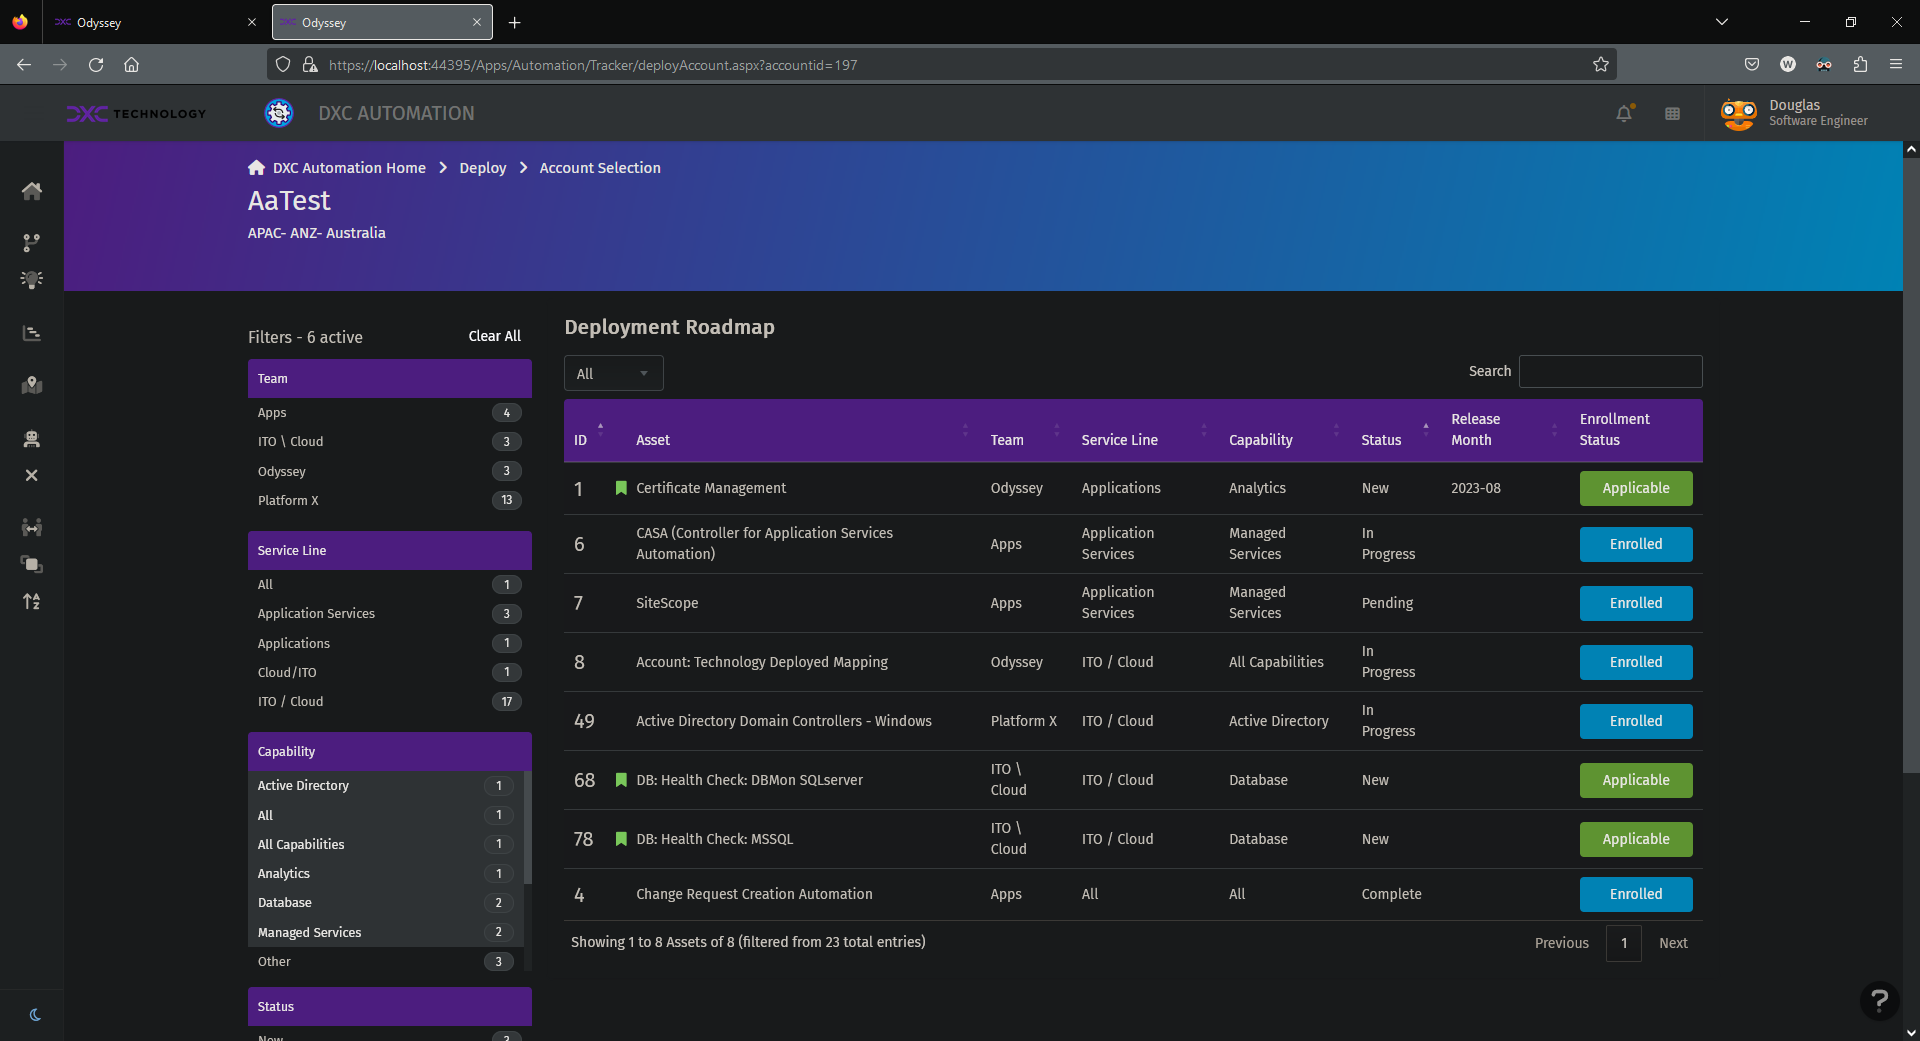 Odyssey
Odyssey
https://localhost:44395/Apps/Automation/Tracker/deployAccount.aspx?accountid=197
W
DXC TECHNOLOGY
DXC AUTOMATION
Douglas
Software Engineer
DXC Automation Home
Deploy
Account Selection
AaTest
APAC- ANZ- Australia
Filters - 6 active
Clear All
Team
Apps 4
ITO \ Cloud 3
Odyssey 3
Platform X 13
Service Line
All 1
Application Services 3
Applications 1
Cloud/ITO 1
ITO / Cloud 17
Capability
Active Directory 1
All 1
All Capabilities 1
Analytics 1
Database 2
Managed Services 2
Other 3
Status
Deployment Roadmap
All
Search
ID
Asset
Team
Service Line
Capability
Status
Release
Month
Enrollment
Status
1
Certificate Management
Odyssey
Applications
Analytics
New
2023-08
Applicable
6
CASA (Controller for Application Services
Automation)
Apps
Application
Services
Managed
Services
In
Progress
Enrolled
7
SiteScope
Apps
Application
Services
Managed
Services
Pending
Enrolled
8
Account: Technology Deployed Mapping
Odyssey
ITO / Cloud
All Capabilities
In
Progress
Enrolled
49
Active Directory Domain Controllers - Windows
Platform X
ITO / Cloud
Active Directory
In
Progress
Enrolled
68
DB: Health Check: DBMon SQLserver
ITO \
Cloud
ITO / Cloud
Database
New
Applicable
78
DB: Health Check: MSSQL
ITO \
Cloud
ITO / Cloud
Database
New
Applicable
4
Change Request Creation Automation
Apps
All
All
Complete
Enrolled
Showing 1 to 8 Assets of 8 (filtered from 23 total entries)
Previous
1
Next
?